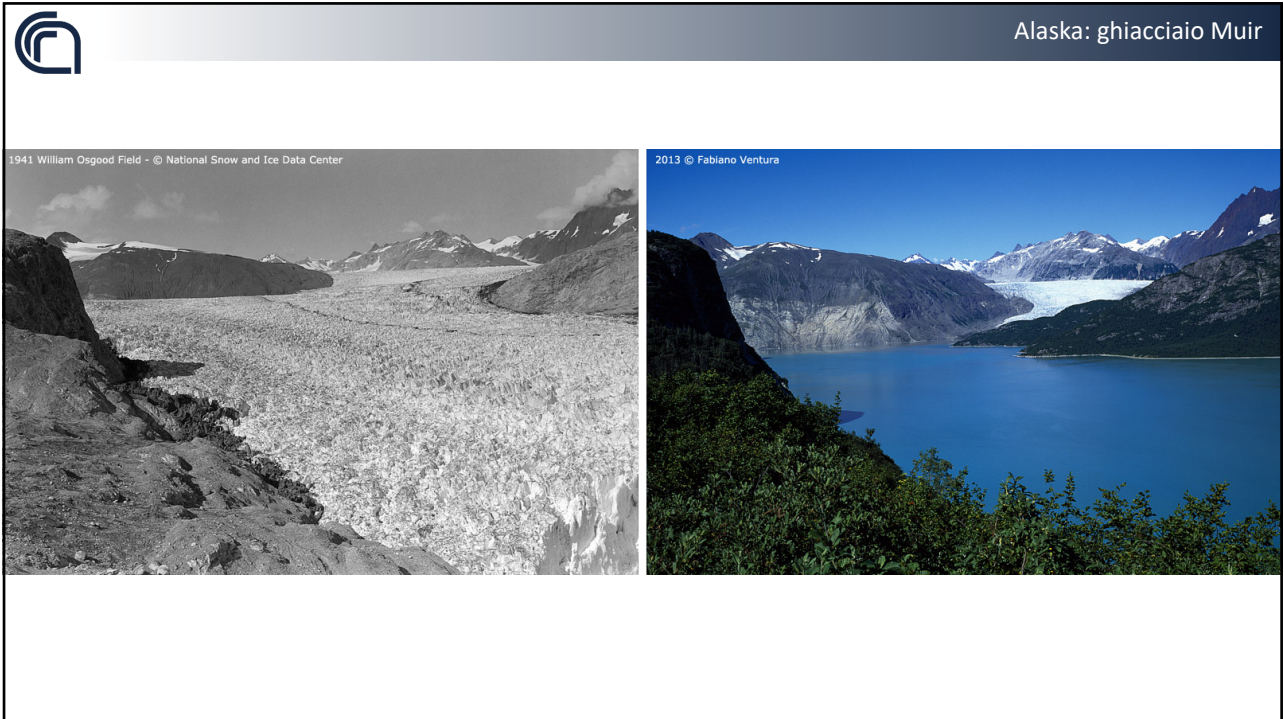 Alaska: ghiacciaio Muir
1941 William Osgood Field - © National Snow and Ice Data Center
2013 © Fabiano Ventura